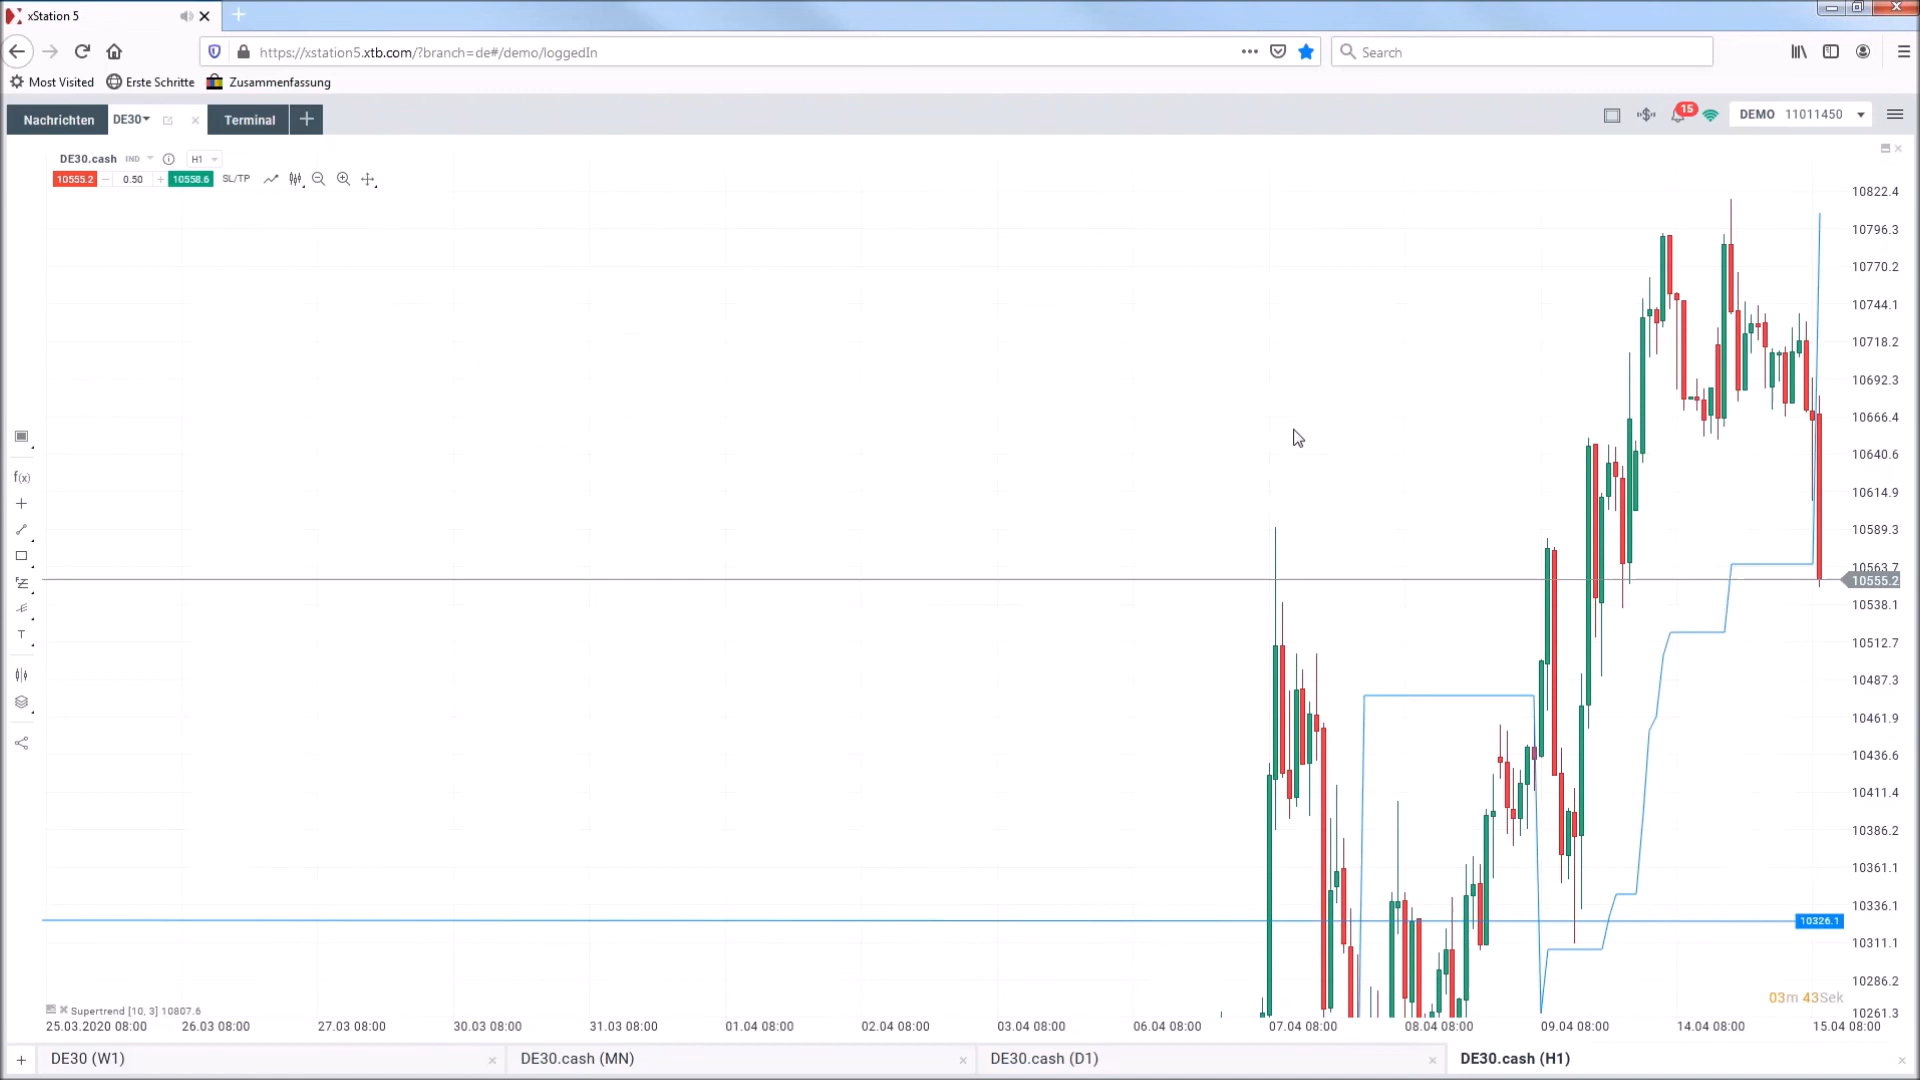 xStation 5
https://xstation5.xtb.com/?branch=de#/demo/loggedIn
Search
Most Visited Erste Schritte Zusammenfassung
Nachrichten DE30 Terminal
15
DEMO 11011450
DE30.cash IND H1
10555.2 0.50 10558.6 SL/TP
10822.4
10796.3
10770.2
10744.1
10718.2
10692.3
10666.4
10640.6
10614.9
10589.3
10563.7
10555.2
10538.1
10512.7
10487.3
10461.9
10436.6
10411.4
10386.2
10361.1
10336.1
10326.1
10311.1
10286.2
10261.3
f(x)
T
03m 43Sek
Supertrend [10, 3] 10807.6
25.03.2020 08:00 26.03 08:00 27.03 08:00 30.03 08:00 31.03 08:00 01.04 08:00 02.04 08:00 03.04 08:00 06.04 08:00 07.04 08:00 08.04 08:00 09.04 08:00 14.04 08:00 15.04 08:00
DE30 (W1) DE30.cash (MN) DE30.cash (D1) DE30.cash (H1)